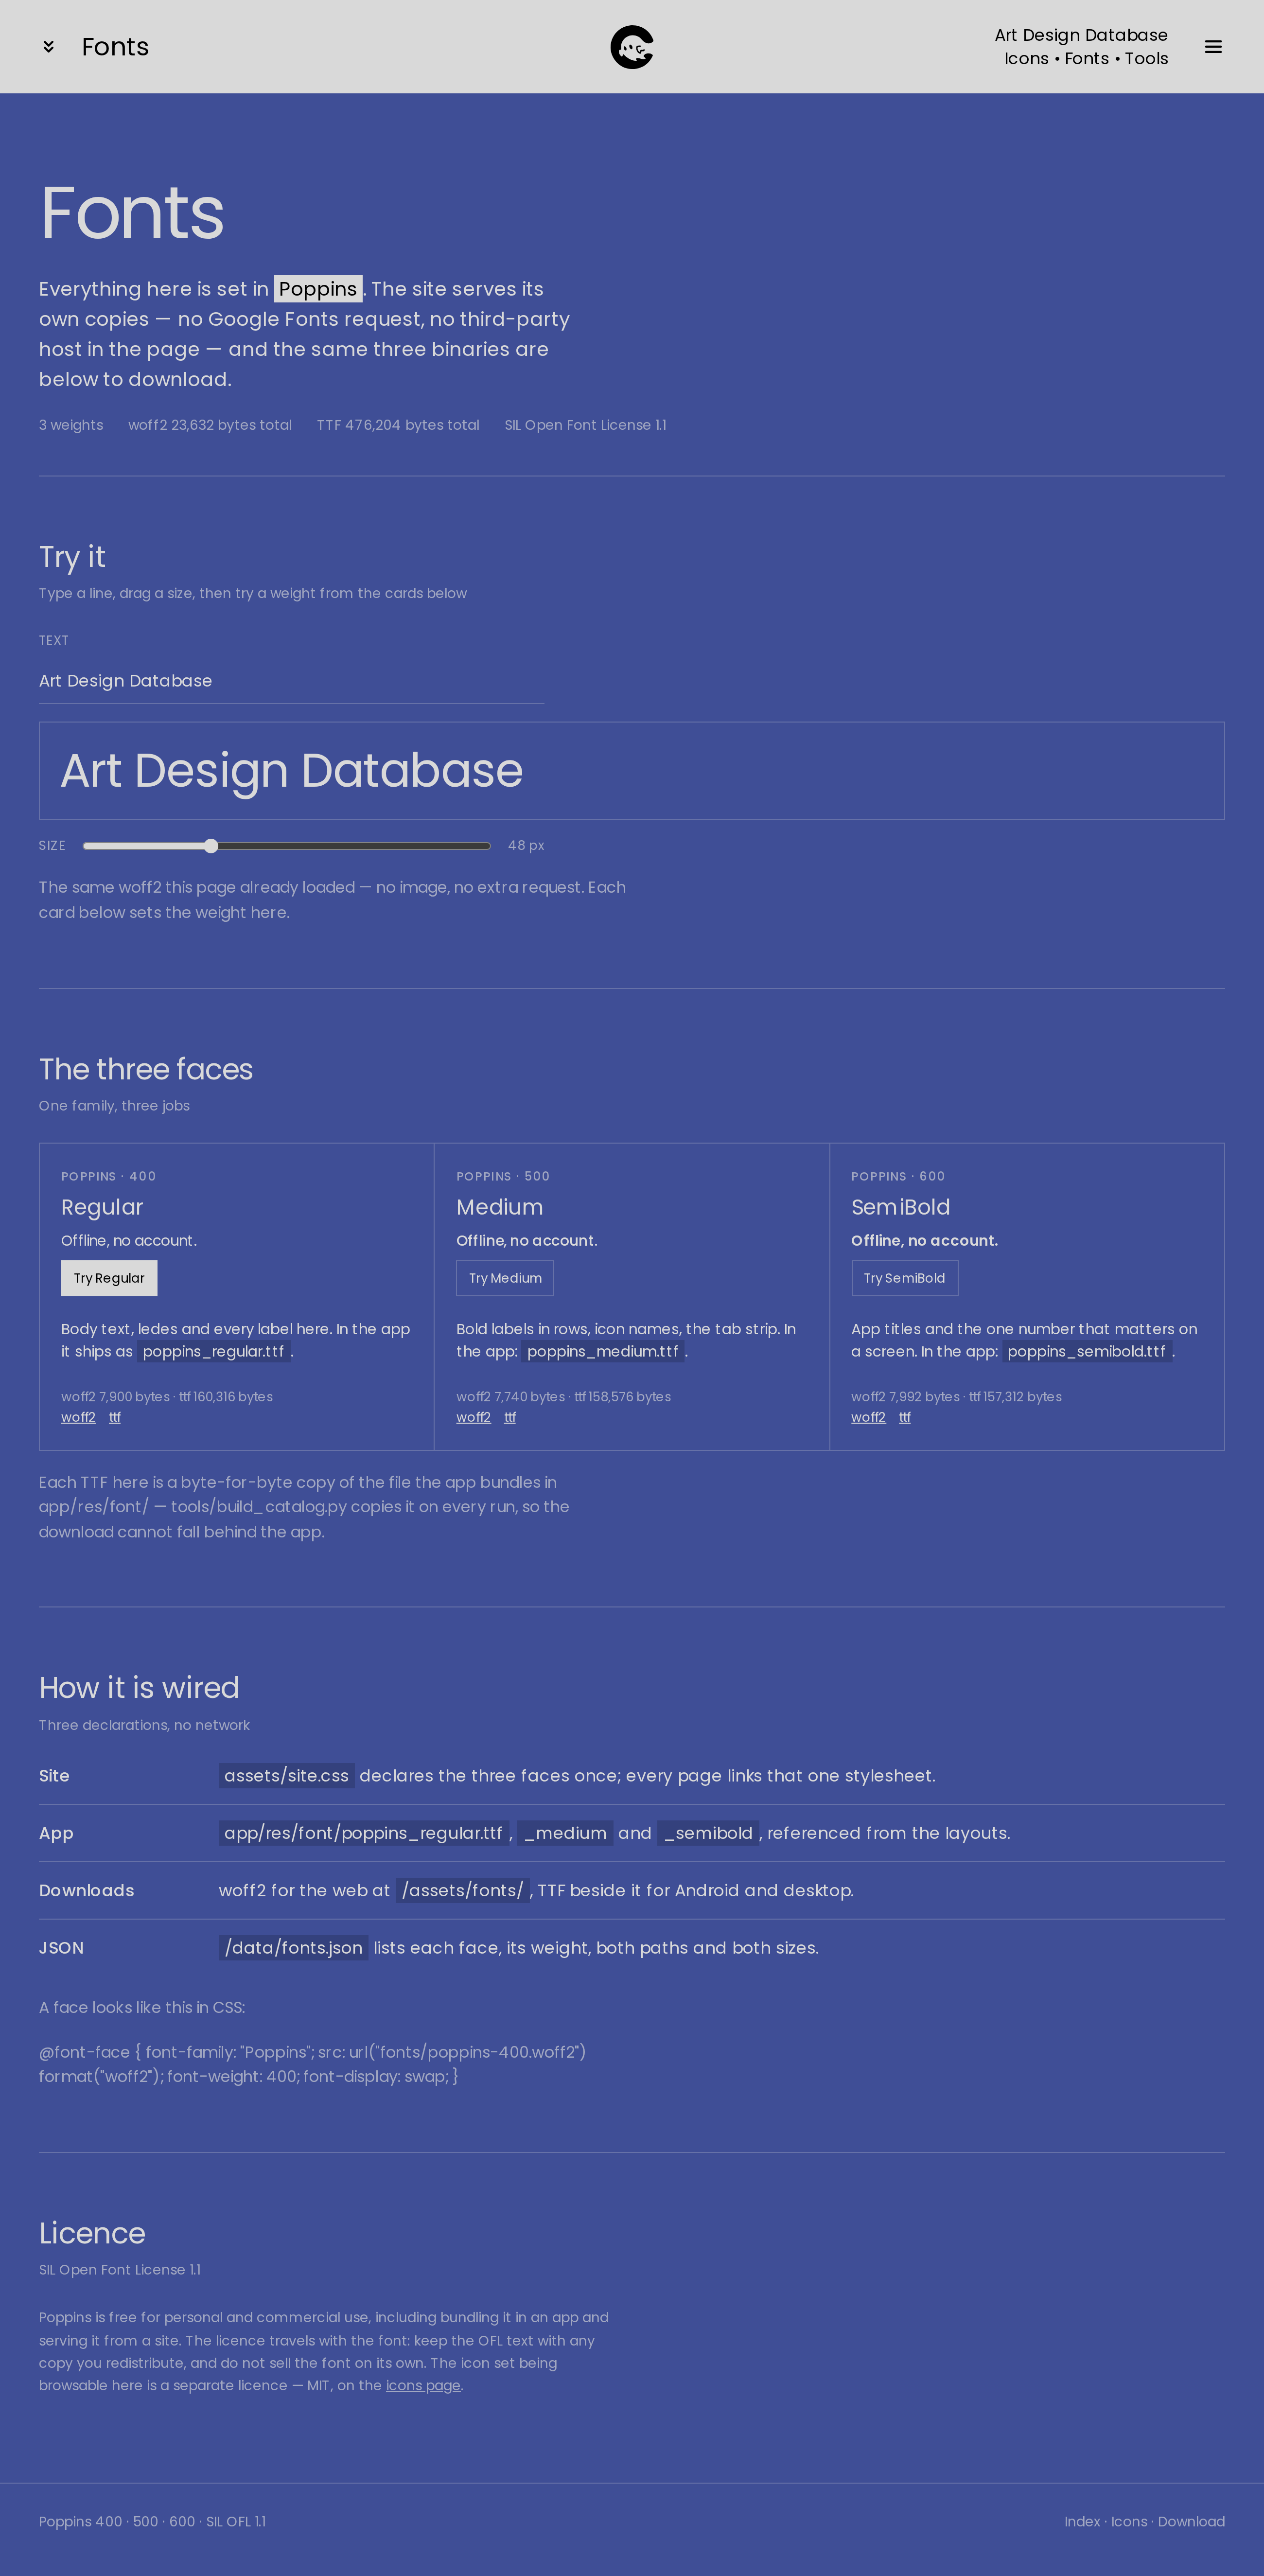 Fonts
Art Design Database
Icons • Fonts • Tools
Fonts
Everything here is set in Poppins. The site serves its
own copies — no Google Fonts request, no third-party
host in the page — and the same three binaries are
below to download.
3 weights woff2 23,632 bytes total TTF 476,204 bytes total SIL Open Font License 1.1
Try it
Type a line, drag a size, then try a weight from the cards below
TEXT
Art Design Database
Art Design Database
SIZE 48 px
The same woff2 this page already loaded — no image, no extra request. Each
card below sets the weight here.
The three faces
One family, three jobs
POPPINS · 400
Regular
Offline, no account.
Try Regular
Body text, ledes and every label here. In the app
it ships as poppins_regular.ttf.
woff2 7,900 bytes · ttf 160,316 bytes
woff2 ttf
POPPINS · 500
Medium
Offline, no account.
Try Medium
Bold labels in rows, icon names, the tab strip. In
the app: poppins_medium.ttf.
woff2 7,740 bytes · ttf 158,576 bytes
woff2 ttf
POPPINS · 600
SemiBold
Offline, no account.
Try SemiBold
App titles and the one number that matters on
a screen. In the app: poppins_semibold.ttf.
woff2 7,992 bytes · ttf 157,312 bytes
woff2 ttf
Each TTF here is a byte-for-byte copy of the file the app bundles in
app/res/font/ — tools/build_catalog.py copies it on every run, so the
download cannot fall behind the app.
How it is wired
Three declarations, no network
Site assets/site.css declares the three faces once; every page links that one stylesheet.
App app/res/font/poppins_regular.ttf, _medium and _semibold, referenced from the layouts.
Downloads woff2 for the web at /assets/fonts/, TTF beside it for Android and desktop.
JSON /data/fonts.json lists each face, its weight, both paths and both sizes.
A face looks like this in CSS:
@font-face { font-family: "Poppins"; src: url("fonts/poppins-400.woff2")
format("woff2"); font-weight: 400; font-display: swap; }
Licence
SIL Open Font License 1.1
Poppins is free for personal and commercial use, including bundling it in an app and
serving it from a site. The licence travels with the font: keep the OFL text with any
copy you redistribute, and do not sell the font on its own. The icon set being
browsable here is a separate licence — MIT, on the icons page.
Poppins 400 · 500 · 600 · SIL OFL 1.1
Index · Icons · Download